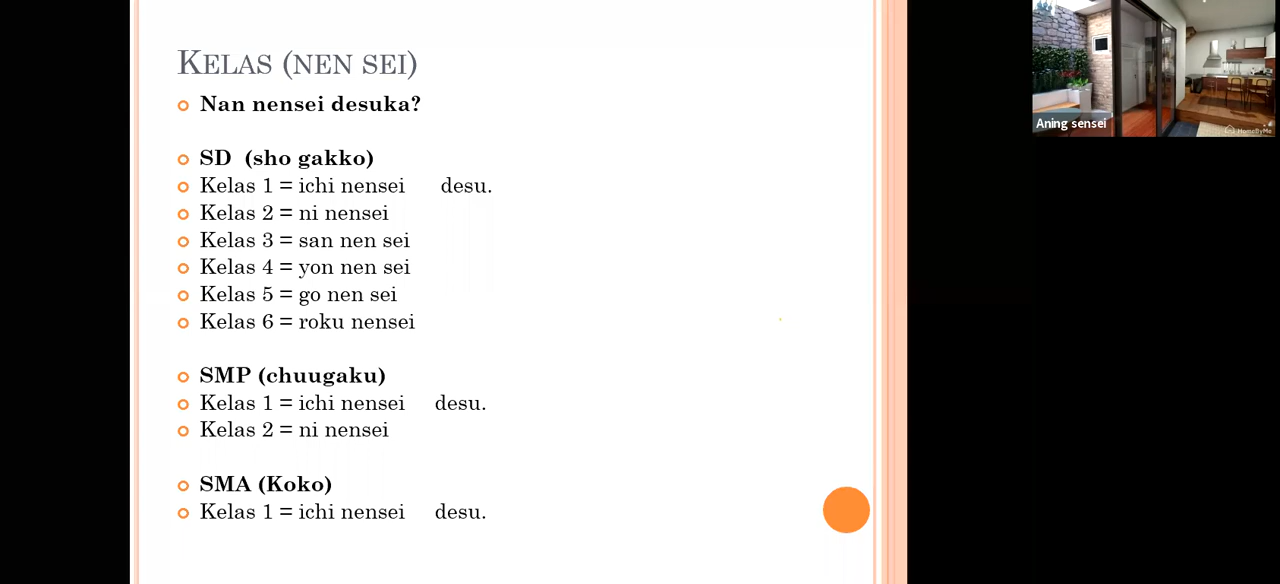 KELAS (NEN SEI)
Nan nensei desuka?
SD (sho gakko)
Kelas 1 = ichi nensei desu.
Kelas 2 = ni nensei
Kelas 3 = san nen sei
Kelas 4 = yon nen sei
Kelas 5 = go nen sei
Kelas 6 = roku nensei
SMP (chuugaku)
Kelas 1 = ichi nensei desu.
Kelas 2 = ni nensei
SMA (Koko)
Kelas 1 = ichi nensei desu.
Aning sensei
HomeByMe